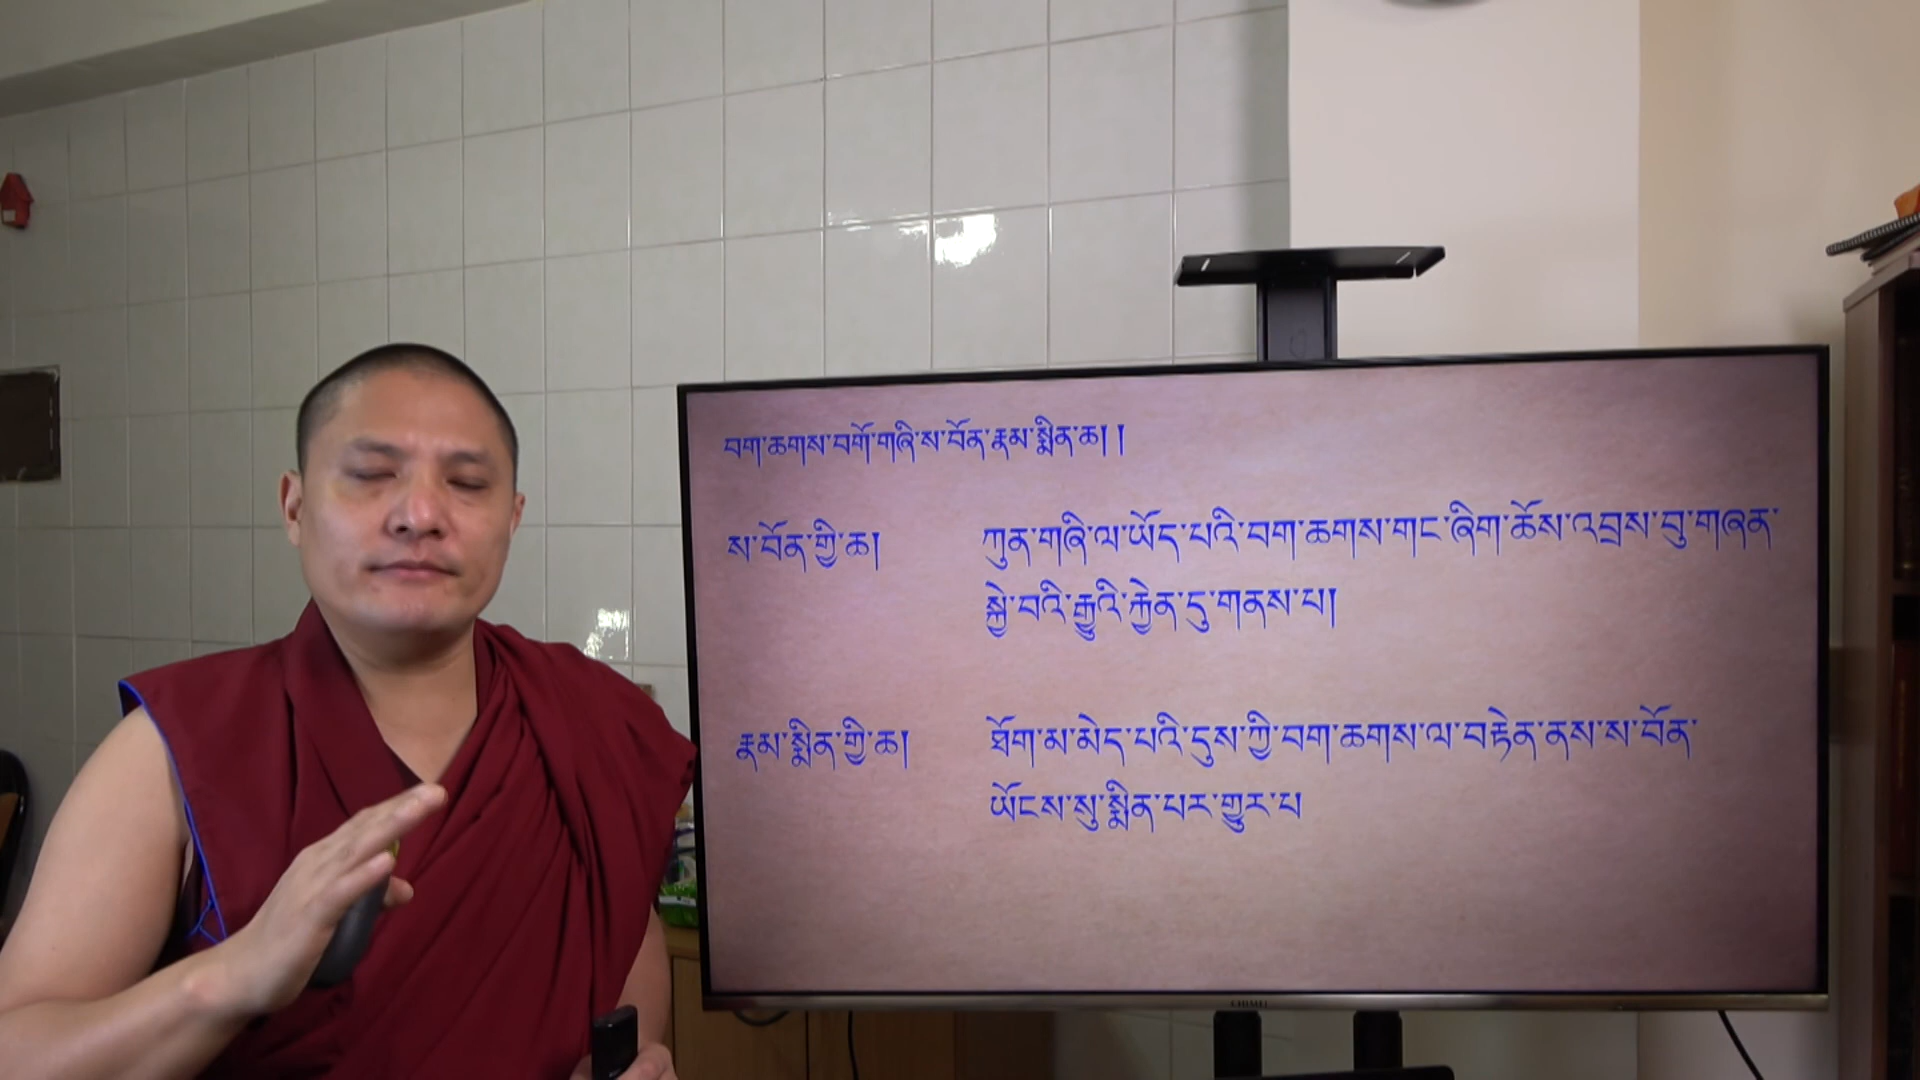 བག་ཆགས་བགོ་གཞི་ས་བོན་རྣམ་སྨིན་ཆ། །
ས་བོན་གྱི་ཆ།
ཀུན་གཞི་ལ་ཡོད་པའི་བག་ཆགས་གང་ཞིག་ཆོས་འབྲས་བུ་གཞན་
སྐྱེ་བའི་རྒྱུའི་རྐྱེན་དུ་གནས་པ།
རྣམ་སྨིན་གྱི་ཆ།
ཐོག་མ་མེད་པའི་དུས་ཀྱི་བག་ཆགས་ལ་བརྟེན་ནས་ས་བོན་
ཡོངས་སུ་སྨིན་པར་གྱུར་པ
CHIMEI